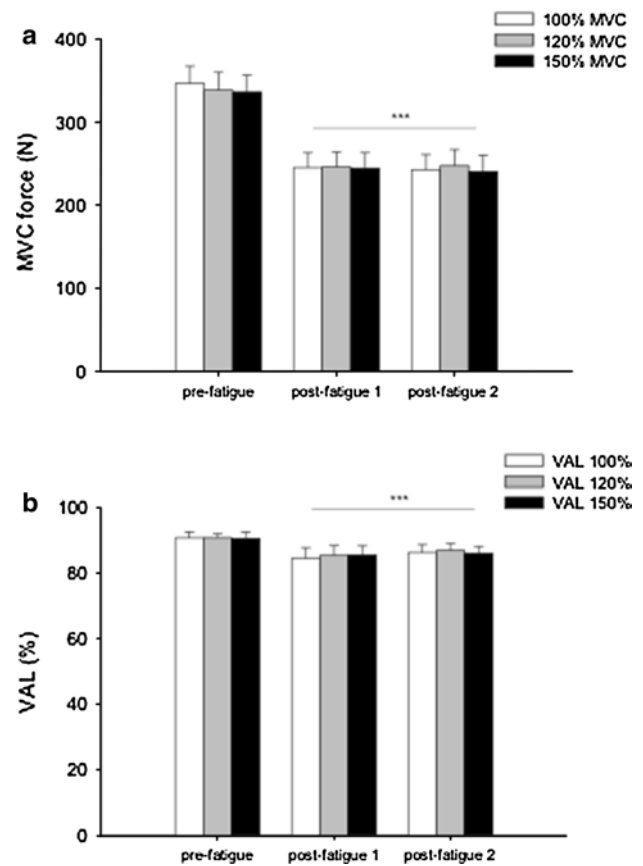 a
100% MVC
120% MVC
150% MVC
400
300
200
100
0
MVC force (N)
***
pre-fatigue
post-fatigue 1
post-fatigue 2
b
VAL 100%
VAL 120%
VAL 150%
100
80
60
40
20
0
VAL (%)
***
pre-fatigue
post-fatigue 1
post-fatigue 2